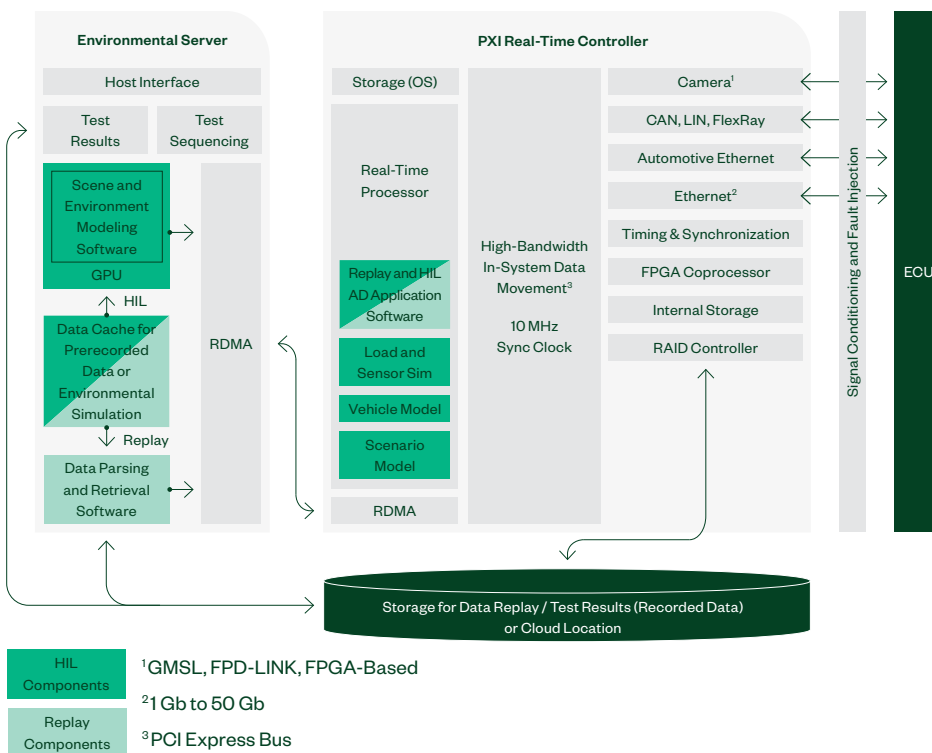 Environmental Server
Host Interface
Test
Results
Test
Sequencing
Scene and
Environment
Modeling
Software
GPU
HIL
Data Cache for
Prerecorded
Data or
Environmental
Simulation
Replay
Data Parsing
and Retrieval
Software
RDMA
PXI Real-Time Controller
Storage (OS)
Real-Time
Processor
Replay and HIL
AD Application
Software
Load and
Sensor Sim
Vehicle Model
Scenario
Model
RDMA
High-Bandwidth
In-System Data
Movement³
10 MHz
Sync Clock
Camera¹
CAN, LIN, FlexRay
Automotive Ethernet
Ethernet²
Timing & Synchronization
FPGA Coprocessor
Internal Storage
RAID Controller
Signal Conditioning and Fault Injection
ECU
Storage for Data Replay / Test Results (Recorded Data)
or Cloud Location
HIL
Components
Replay
Components
¹GMSL, FPD-LINK, FPGA-Based
²1 Gb to 50 Gb
³PCI Express Bus